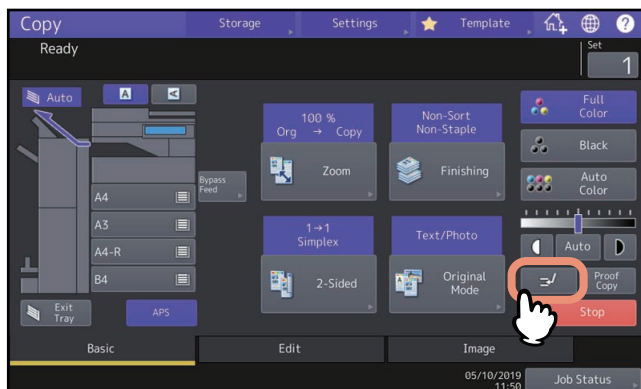 Copy
Storage
Settings
Template
?
Ready
Set
1
Auto
A
A
100 %
Org → Copy
Non-Sort
Non-Staple
Full
Color
Zoom
Finishing
Black
Bypass
Feed
Auto
Color
A4
A3
A4-R
B4
1→1
Simplex
Text/Photo
2-Sided
Original
Mode
Auto
Proof
Copy
Exit
Tray
APS
Stop
Basic
Edit
Image
05/10/2019
11:50
Job Status